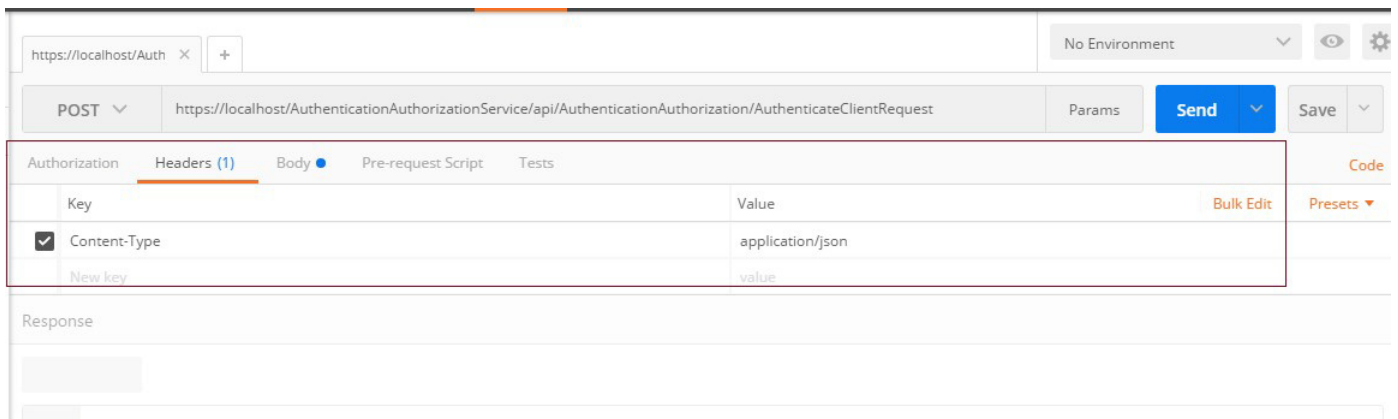 https://localhost/Auth × +
No Environment
POST https://localhost/AuthenticationAuthorizationService/api/AuthenticationAuthorization/AuthenticateClientRequest Params Send Save
Authorization Headers (1) Body Pre-request Script Tests Code
Key Value Bulk Edit Presets
Content-Type application/json
New key value
Response